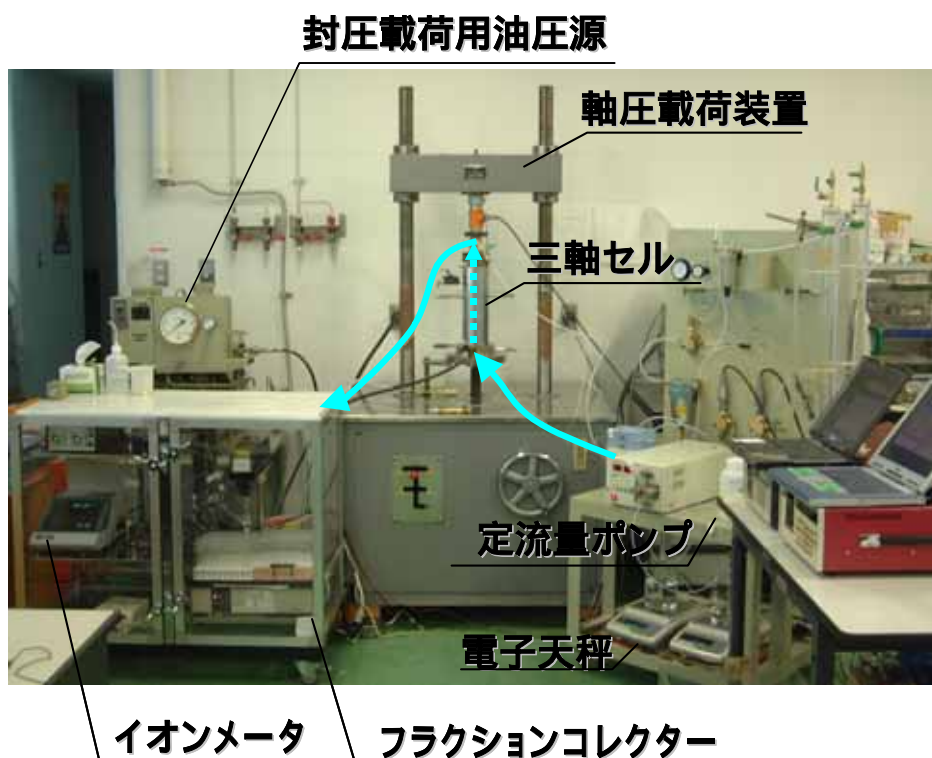 封圧載荷用油圧源
軸圧載荷装置
三軸セル
定流量ポンプ
電子天秤
イオンメータ
フラクションコレクター